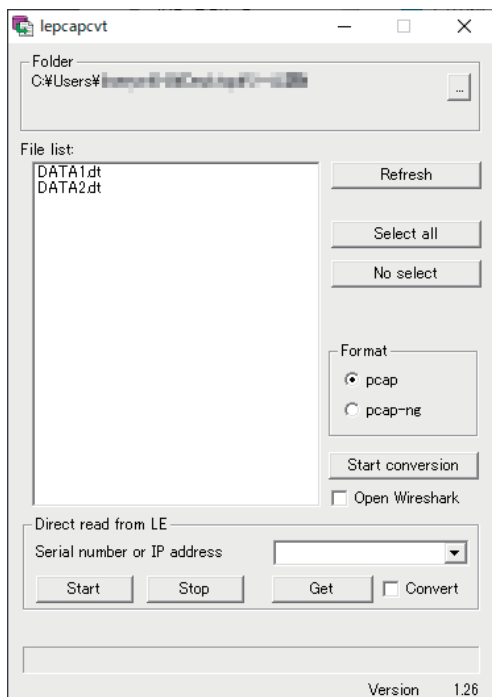 lepcapcvt
Folder
C:¥Users¥
...
File list:
DATA1.dt
DATA2.dt
Refresh
Select all
No select
Format
pcap
pcap-ng
Start conversion
Open Wireshark
Direct read from LE
Serial number or IP address
Start
Stop
Get
Convert
Version 1.26